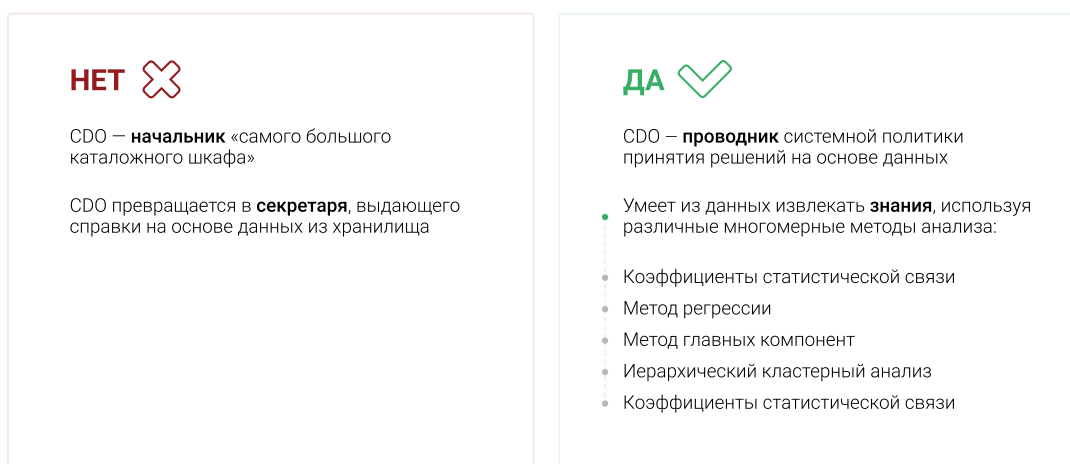 НЕТ
CDO — начальник «самого большого
каталожного шкафа»
CDO превращается в секретаря, выдающего
справки на основе данных из хранилища
ДА
CDO – проводник системной политики
принятия решений на основе данных
Умеет из данных извлекать знания, используя
различные многомерные методы анализа:
Коэффициенты статистической связи
Метод регрессии
Метод главных компонент
Иерархический кластерный анализ
Коэффициенты статистической связи